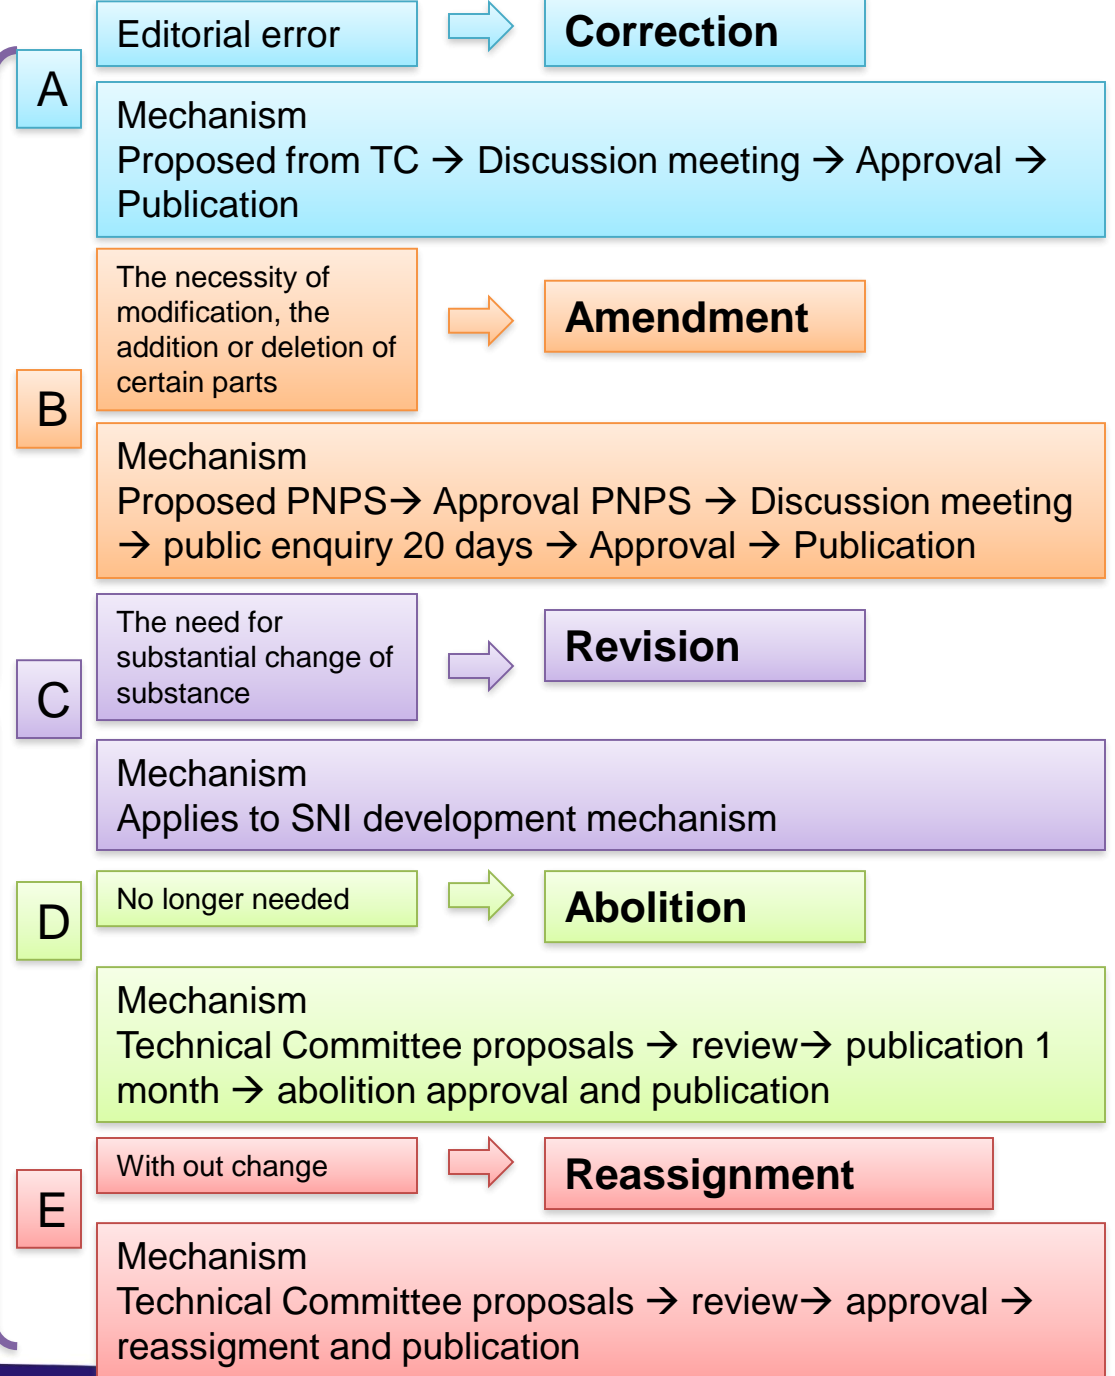 Editorial error
Correction
A
Mechanism
Proposed from TC → Discussion meeting → Approval →
Publication
The necessity of
modification, the
addition or deletion of
certain parts
Amendment
B
Mechanism
Proposed PNPS→ Approval PNPS → Discussion meeting
→ public enquiry 20 days → Approval → Publication
The need for
substantial change of
substance
Revision
C
Mechanism
Applies to SNI development mechanism
No longer needed
Abolition
D
Mechanism
Technical Committee proposals → review→ publication 1
month → abolition approval and publication
With out change
Reassignment
E
Mechanism
Technical Committee proposals → review→ approval →
reassigment and publication